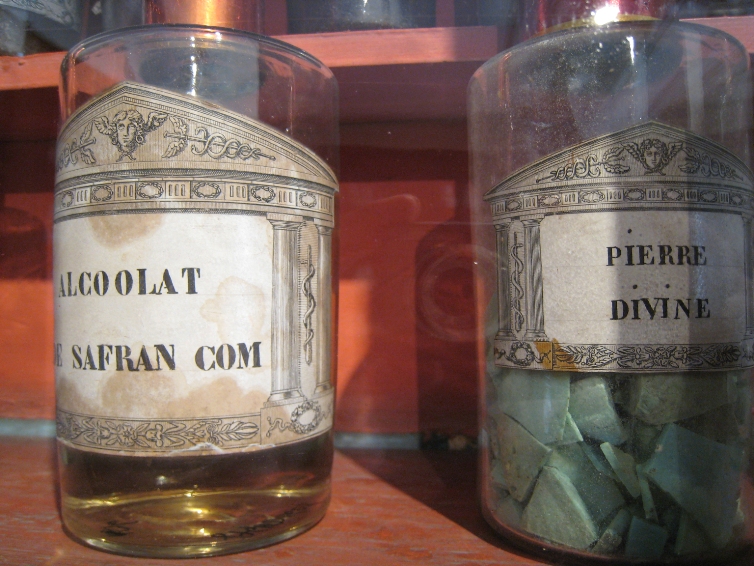 ALCOOLAT
E SAFRAN COM
PIERRE
DIVINE